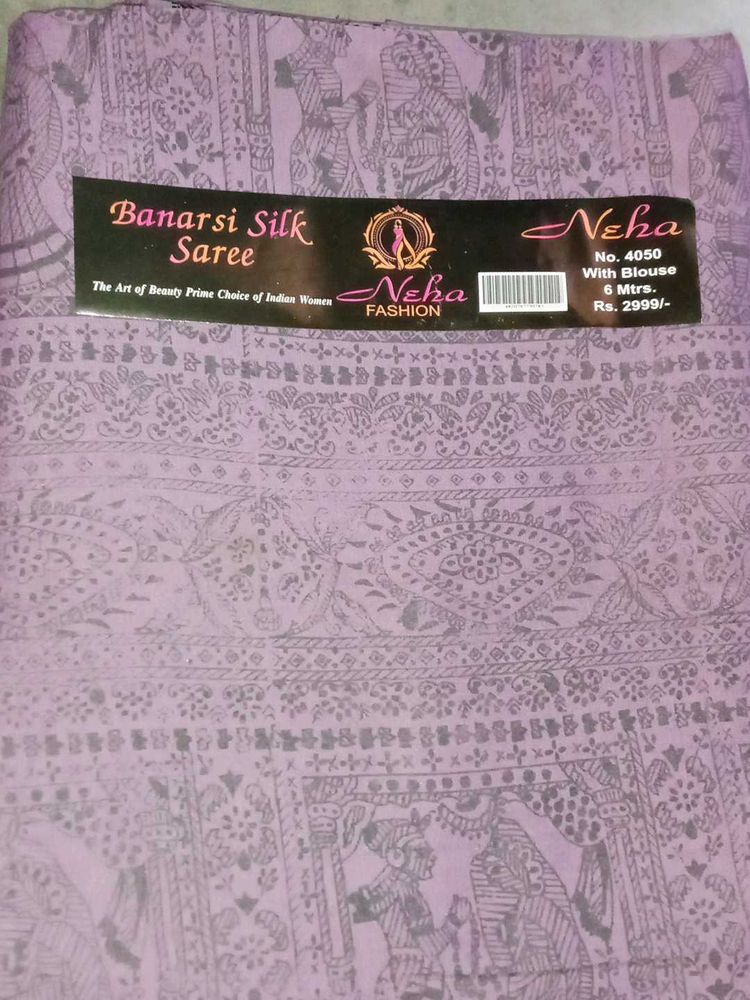 Banarsi Silk
Saree
The Art of Beauty Prime Choice of Indian Women
Neha
FASHION
Neha
No. 4050
With Blouse
6 Mtrs.
Rs. 2999/-